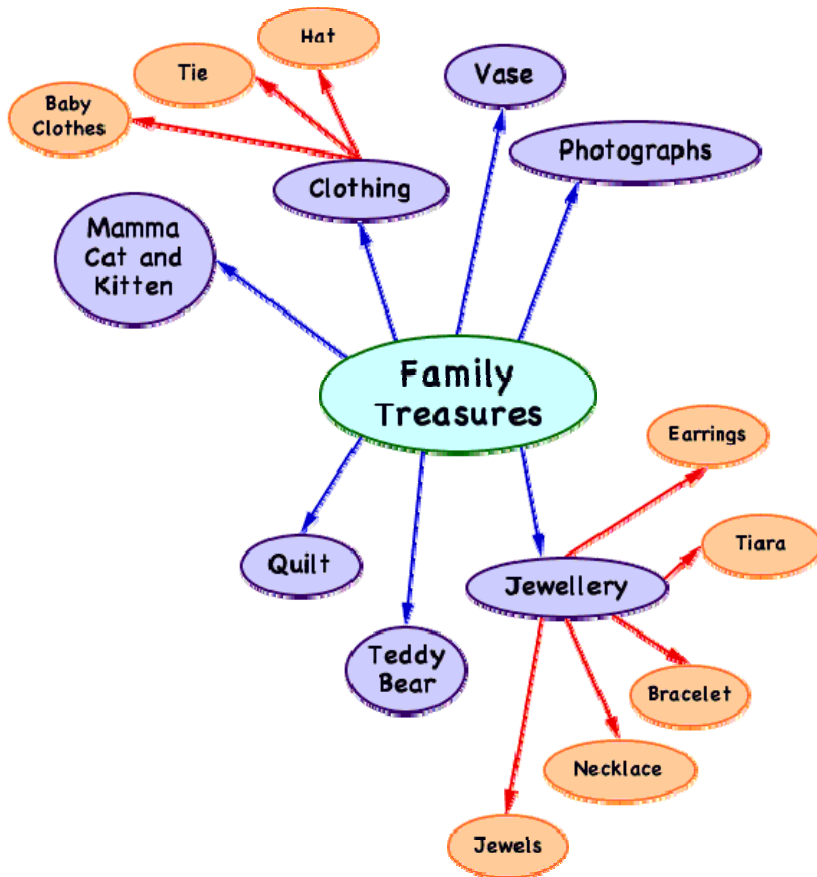 Hat
Tie
Baby
Clothes
Vase
Photographs
Clothing
Mamma
Cat and
Kitten
Family
Treasures
Earrings
Tiara
Quilt
Jewellery
Teddy
Bear
Bracelet
Necklace
Jewels